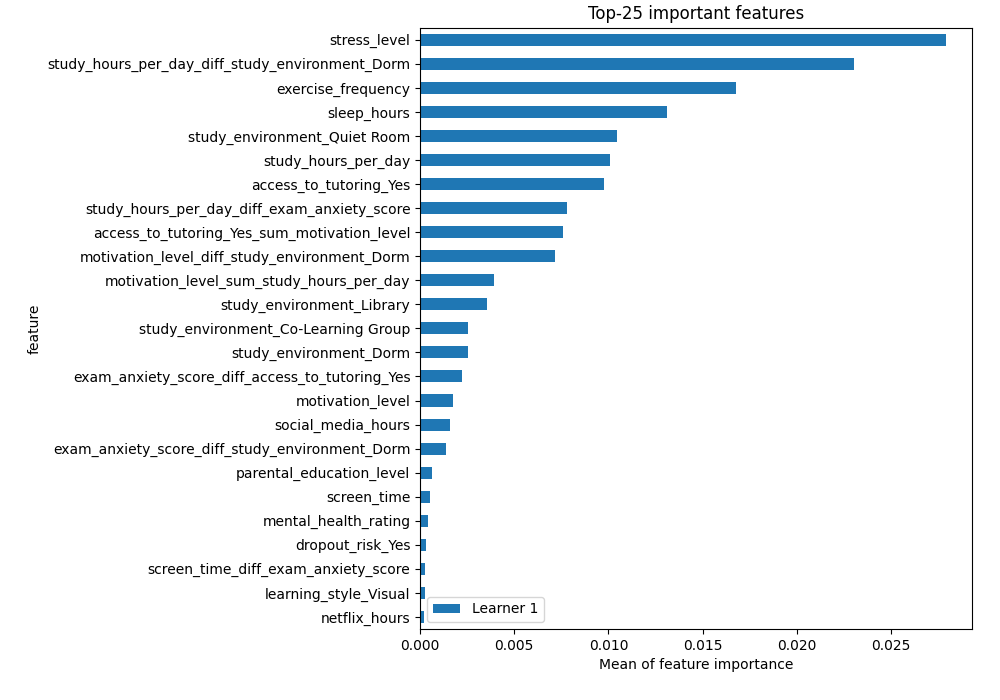 Top-25 important features
stress_level
study_hours_per_day_diff_study_environment_Dorm
exercise_frequency
sleep_hours
study_environment_Quiet Room
study_hours_per_day
access_to_tutoring_Yes
study_hours_per_day_diff_exam_anxiety_score
access_to_tutoring_Yes_sum_motivation_level
motivation_level_diff_study_environment_Dorm
motivation_level_sum_study_hours_per_day
study_environment_Library
study_environment_Co-Learning Group
study_environment_Dorm
exam_anxiety_score_diff_access_to_tutoring_Yes
motivation_level
social_media_hours
exam_anxiety_score_diff_study_environment_Dorm
parental_education_level
screen_time
mental_health_rating
dropout_risk_Yes
screen_time_diff_exam_anxiety_score
learning_style_Visual
netflix_hours
feature
Learner 1
0.000 0.005 0.010 0.015 0.020 0.025
Mean of feature importance